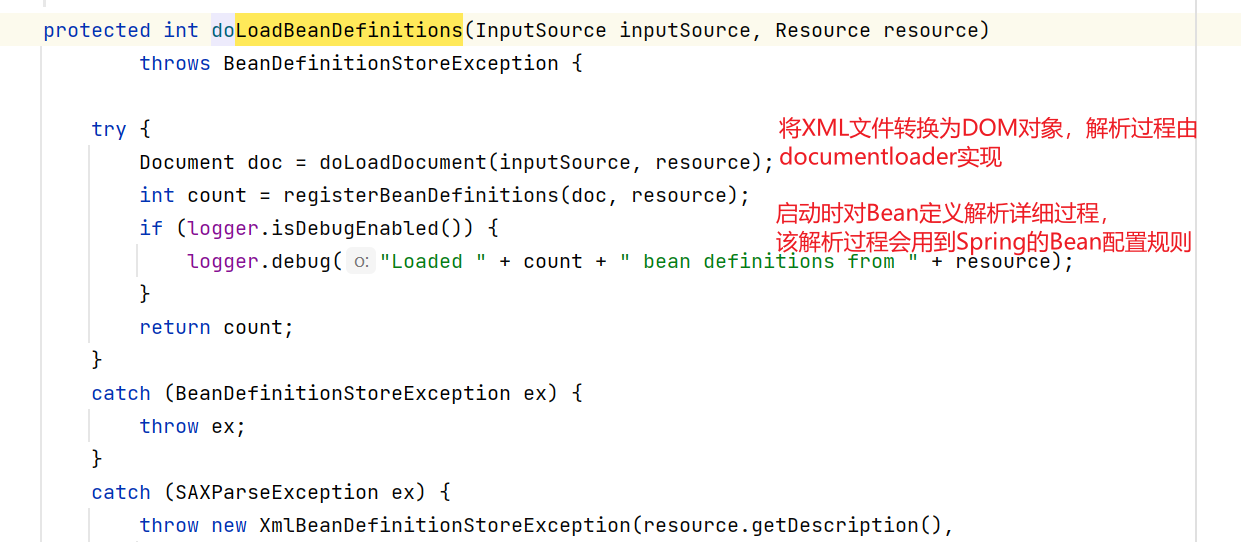 protected int doLoadBeanDefinitions(InputSource inputSource, Resource resource)
throws BeanDefinitionStoreException {
try {
将XML文件转换为DOM对象，解析过程由
documentloader实现
Document doc = doLoadDocument(inputSource, resource);
int count = registerBeanDefinitions(doc, resource);
启动时对Bean定义解析详细过程，
该解析过程会用到Spring的Bean配置规则
if (logger.isDebugEnabled()) {
logger.debug( o: "Loaded " + count + " bean definitions from " + resource);
}
return count;
}
catch (BeanDefinitionStoreException ex) {
throw ex;
}
catch (SAXParseException ex) {
throw new XmlBeanDefinitionStoreException(resource.getDescription(),